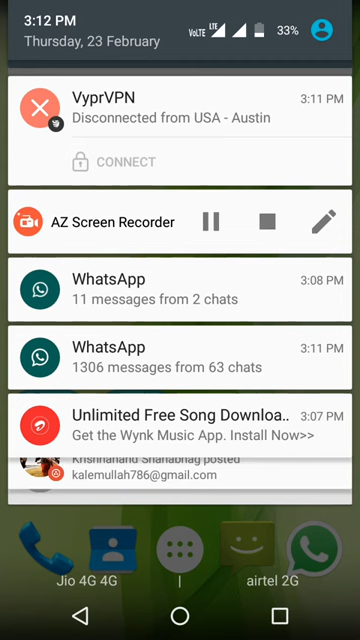 3:12 PM
Thursday, 23 February
VoLTE LTE 33%
VyprVPN 3:11 PM
Disconnected from USA - Austin
CONNECT
AZ Screen Recorder
WhatsApp 3:08 PM
11 messages from 2 chats
WhatsApp 3:11 PM
1306 messages from 63 chats
Unlimited Free Song Downloa.. 3:07 PM
Get the Wynk Music App. Install Now>>
Krishnanand Shanabhag posted
kalemullah786@gmail.com
Jio 4G 4G | airtel 2G